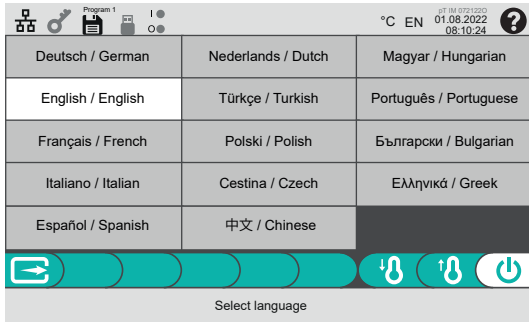 Program 1
I
O
°C EN
pT IM 072122O
01.08.2022
08:10:24
?
Deutsch / German
Nederlands / Dutch
Magyar / Hungarian
English / English
Türkçe / Turkish
Português / Portuguese
Français / French
Polski / Polish
Български / Bulgarian
Italiano / Italian
Cestina / Czech
Ελληνικά / Greek
Español / Spanish
中文 / Chinese
Select language